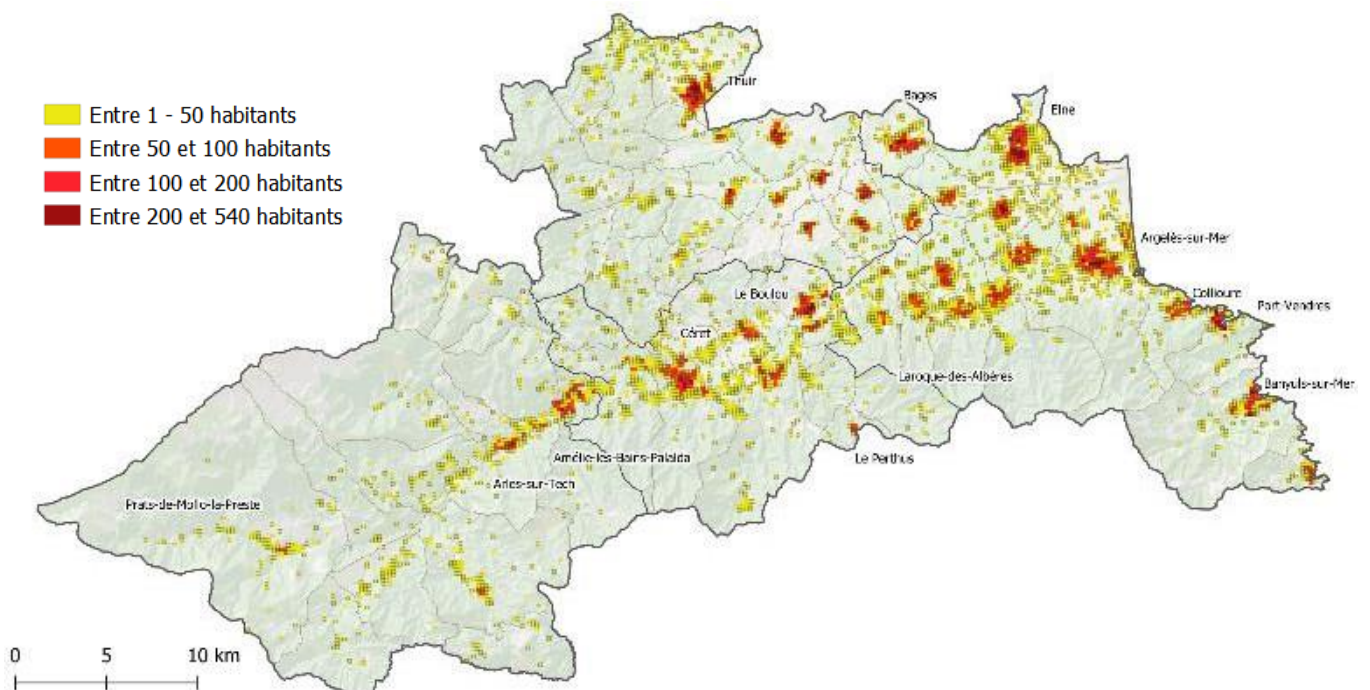 Thuir
Bages
Elne
Entre 1 - 50 habitants
Entre 50 et 100 habitants
Entre 100 et 200 habitants
Entre 200 et 540 habitants
Argelès-sur-Mer
Le Boulou
Collioure
Port-Vendres
Céret
Laroque-des-Albères
Banyuls-sur-Mer
Amélie-les-Bains-Palalda
Le Perthus
Arles-sur-Tech
Prats-de-Mollo-la-Preste
0 5 10 km